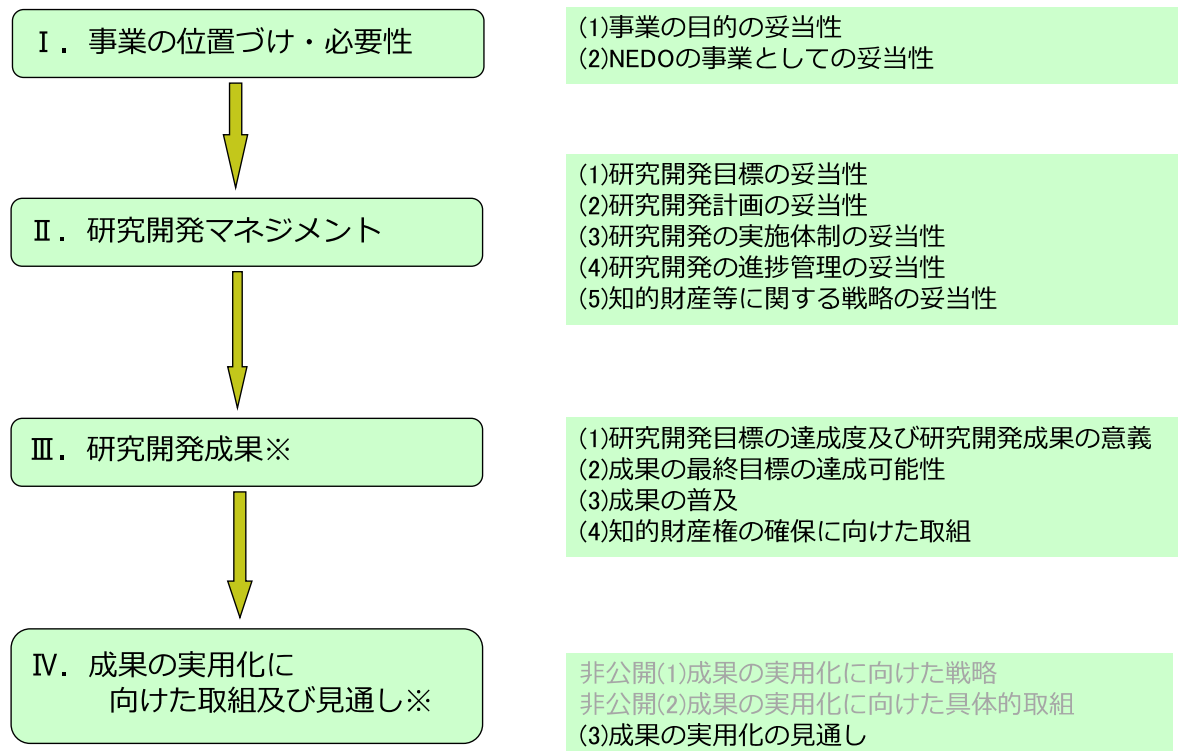 Ⅰ. 事業の位置づけ・必要性
(1)事業の目的の妥当性
(2)NEDOの事業としての妥当性
Ⅱ. 研究開発マネジメント
(1)研究開発目標の妥当性
(2)研究開発計画の妥当性
(3)研究開発の実施体制の妥当性
(4)研究開発の進捗管理の妥当性
(5)知的財産等に関する戦略の妥当性
Ⅲ. 研究開発成果※
(1)研究開発目標の達成度及び研究開発成果の意義
(2)成果の最終目標の達成可能性
(3)成果の普及
(4)知的財産権の確保に向けた取組
Ⅳ. 成果の実用化に
向けた取組及び見通し※
非公開(1)成果の実用化に向けた戦略
非公開(2)成果の実用化に向けた具体的取組
(3)成果の実用化の見通し